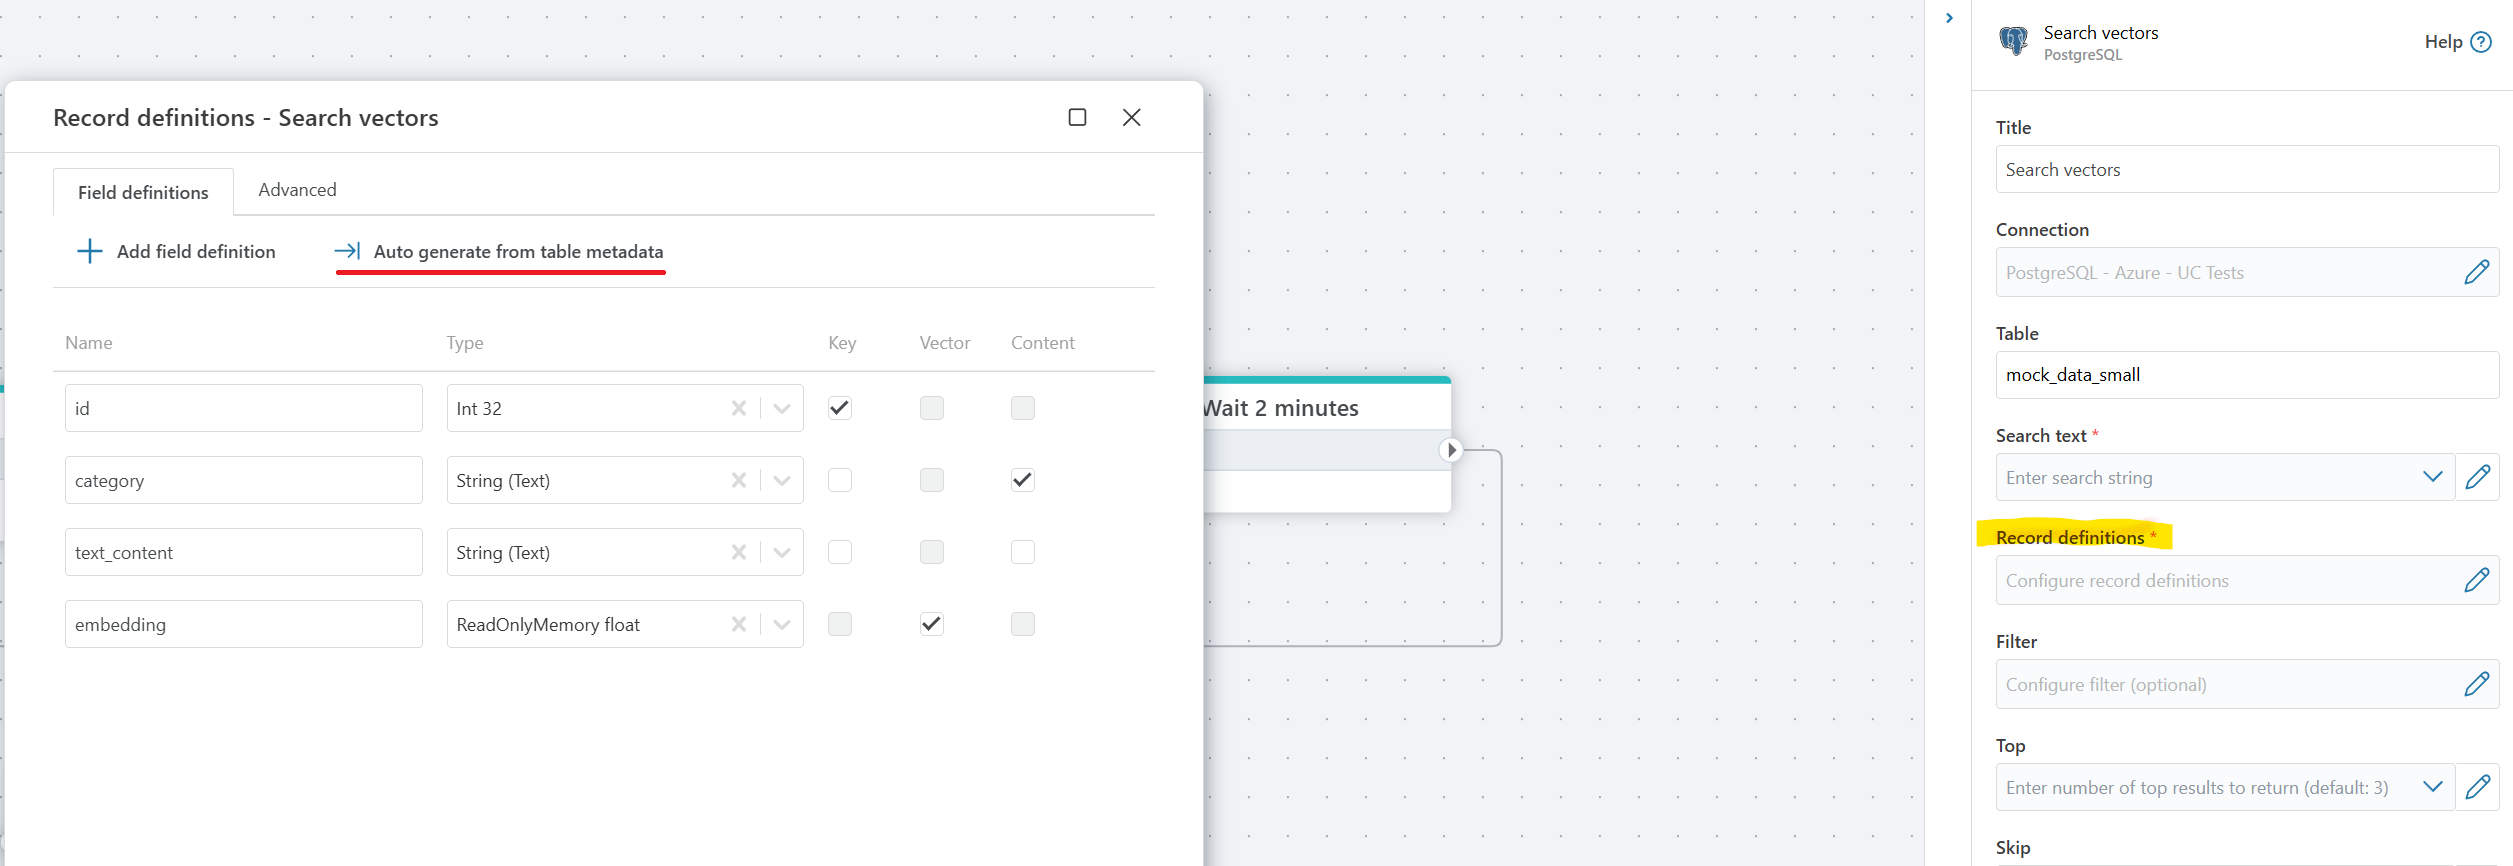 Record definitions - Search vectors
Field definitions
Advanced
Add field definition
Auto generate from table metadata
Name
Type
Key
Vector
Content
id
Int 32
category
String (Text)
text_content
String (Text)
embedding
ReadOnlyMemory float
Wait 2 minutes
Search vectors
PostgreSQL
Help
Title
Search vectors
Connection
PostgreSQL - Azure - UC Tests
Table
mock_data_small
Search text *
Enter search string
Record definitions *
Configure record definitions
Filter
Configure filter (optional)
Top
Enter number of top results to return (default: 3)
Skip